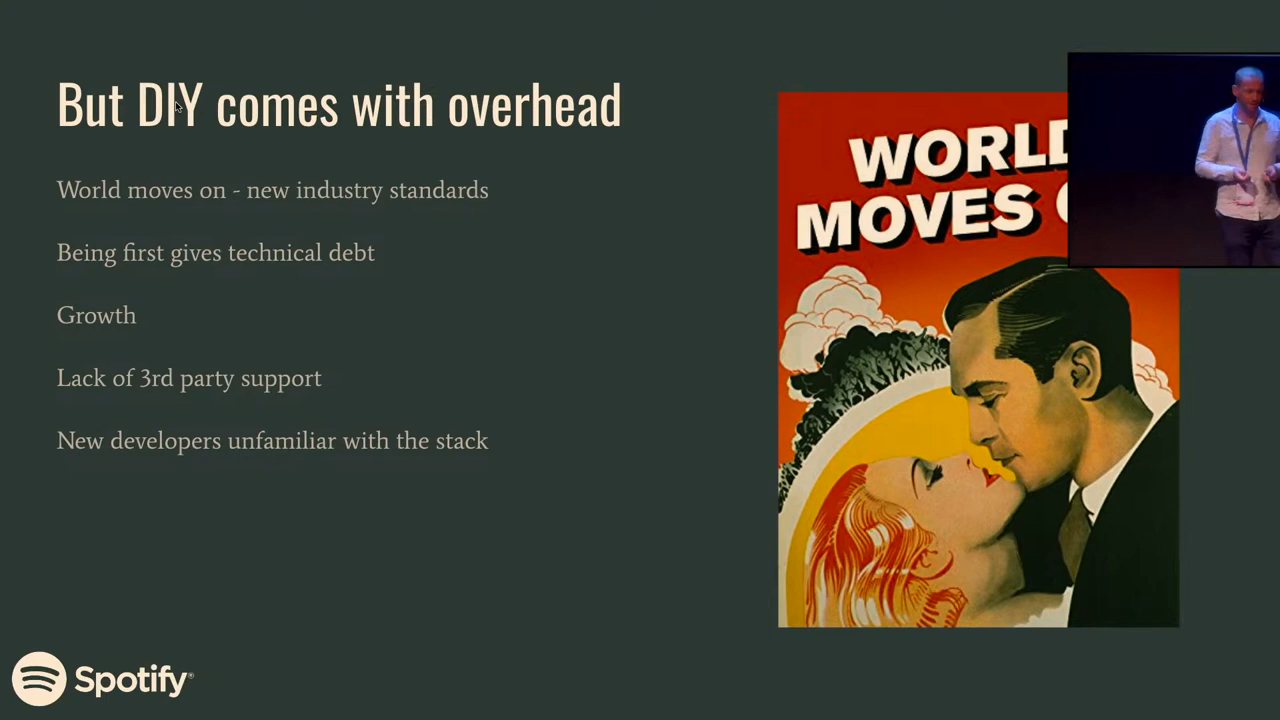 But DIY comes with overhead
World moves on - new industry standards
Being first gives technical debt
Growth
Lack of 3rd party support
New developers unfamiliar with the stack
WORLD
MOVES
Spotify®